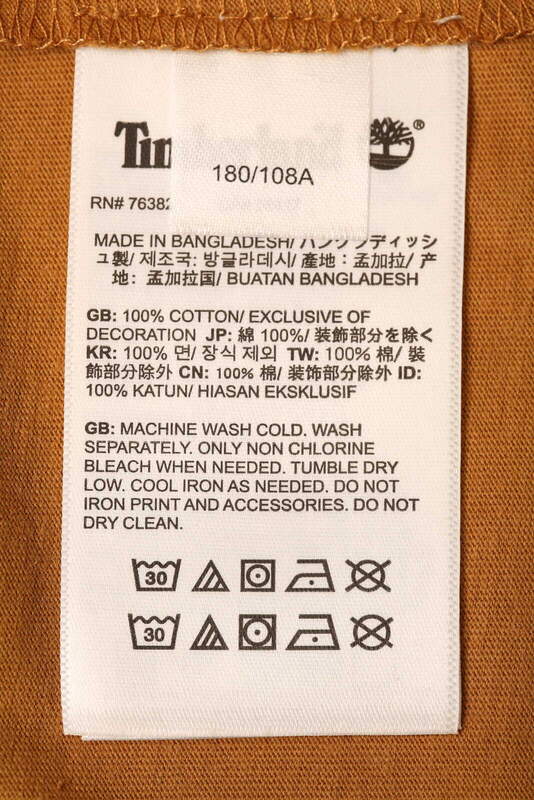 Tim
®
180/108A
RN# 76382
MADE IN BANGLADESH/ バングラディッシ
ュ製/ 제조국: 방글라데시/ 產地：孟加拉/ 产
地：孟加拉国/ BUATAN BANGLADESH
GB: 100% COTTON/ EXCLUSIVE OF
DECORATION JP: 綿 100%/ 装飾部分を除く
KR: 100% 면/ 장식 제외 TW: 100% 棉/ 裝
飾部分除外 CN: 100% 棉/ 装饰部分除外 ID:
100% KATUN/ HIASAN EKSKLUSIF
GB: MACHINE WASH COLD. WASH
SEPARATELY. ONLY NON CHLORINE
BLEACH WHEN NEEDED. TUMBLE DRY
LOW. COOL IRON AS NEEDED. DO NOT
IRON PRINT AND ACCESSORIES. DO NOT
DRY CLEAN.
30
30